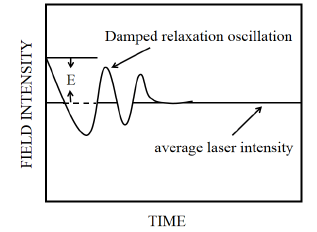 Damped relaxation oscillation
E
FIELD INTENSITY
average laser intensity
TIME